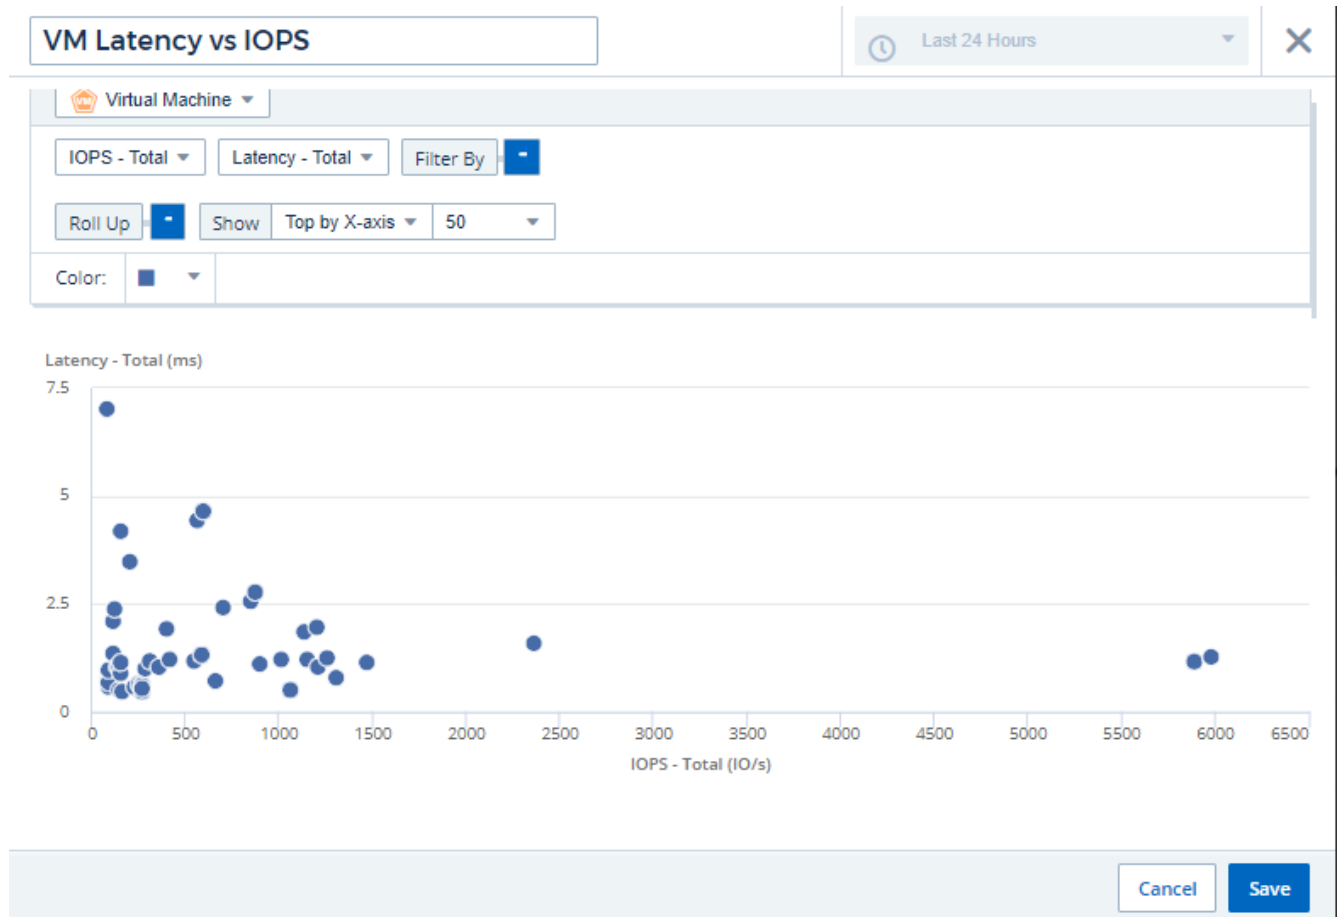 VM Latency vs IOPS
Last 24 Hours
VM Virtual Machine
IOPS - Total Latency - Total Filter By -
Roll Up - Show Top by X-axis 50
Color:
Latency - Total (ms)
7.5
5
2.5
0
0 500 1000 1500 2000 2500 3000 3500 4000 4500 5000 5500 6000 6500
IOPS - Total (IO/s)
Cancel Save